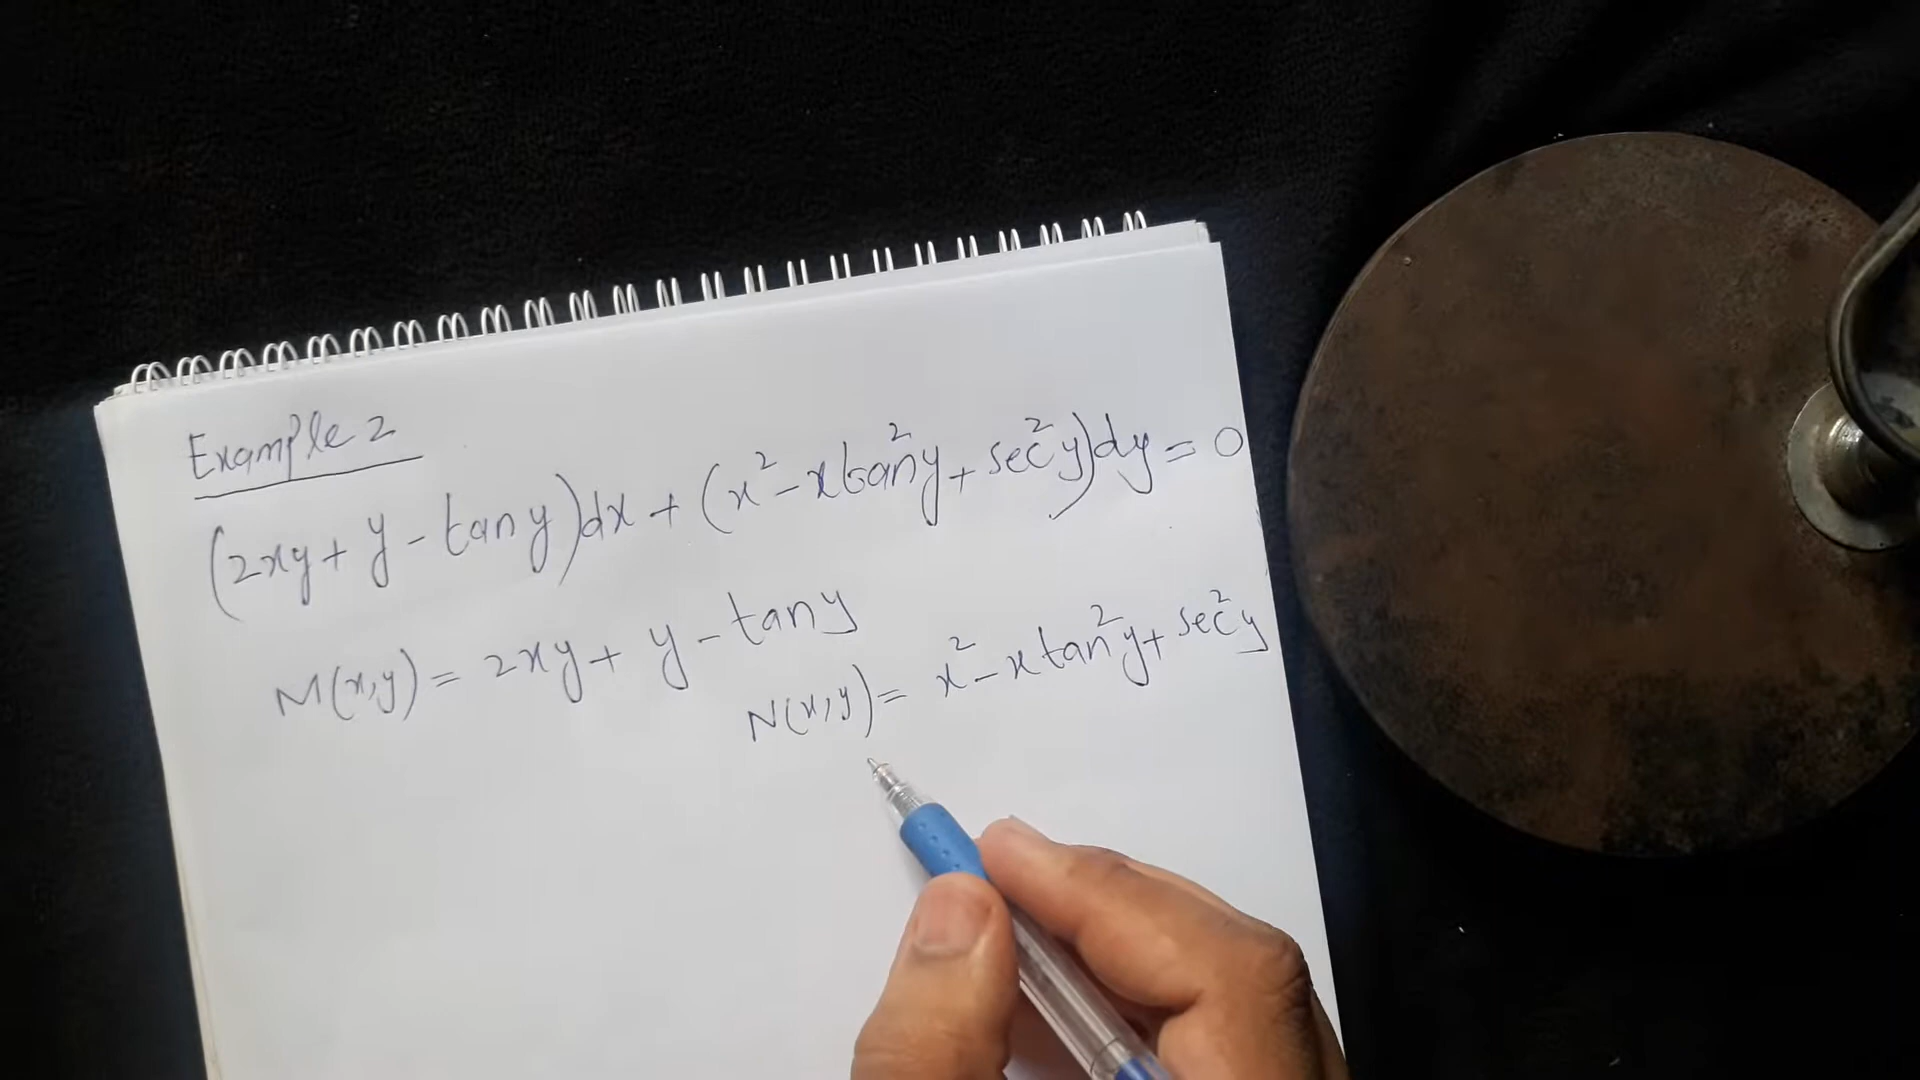 Example 2
(2xy + y - tan y)dx + (x² - x tan² y + sec² y)dy = 0
M(x,y) = 2xy + y - tan y
N(x,y) = x² - x tan² y + sec² y